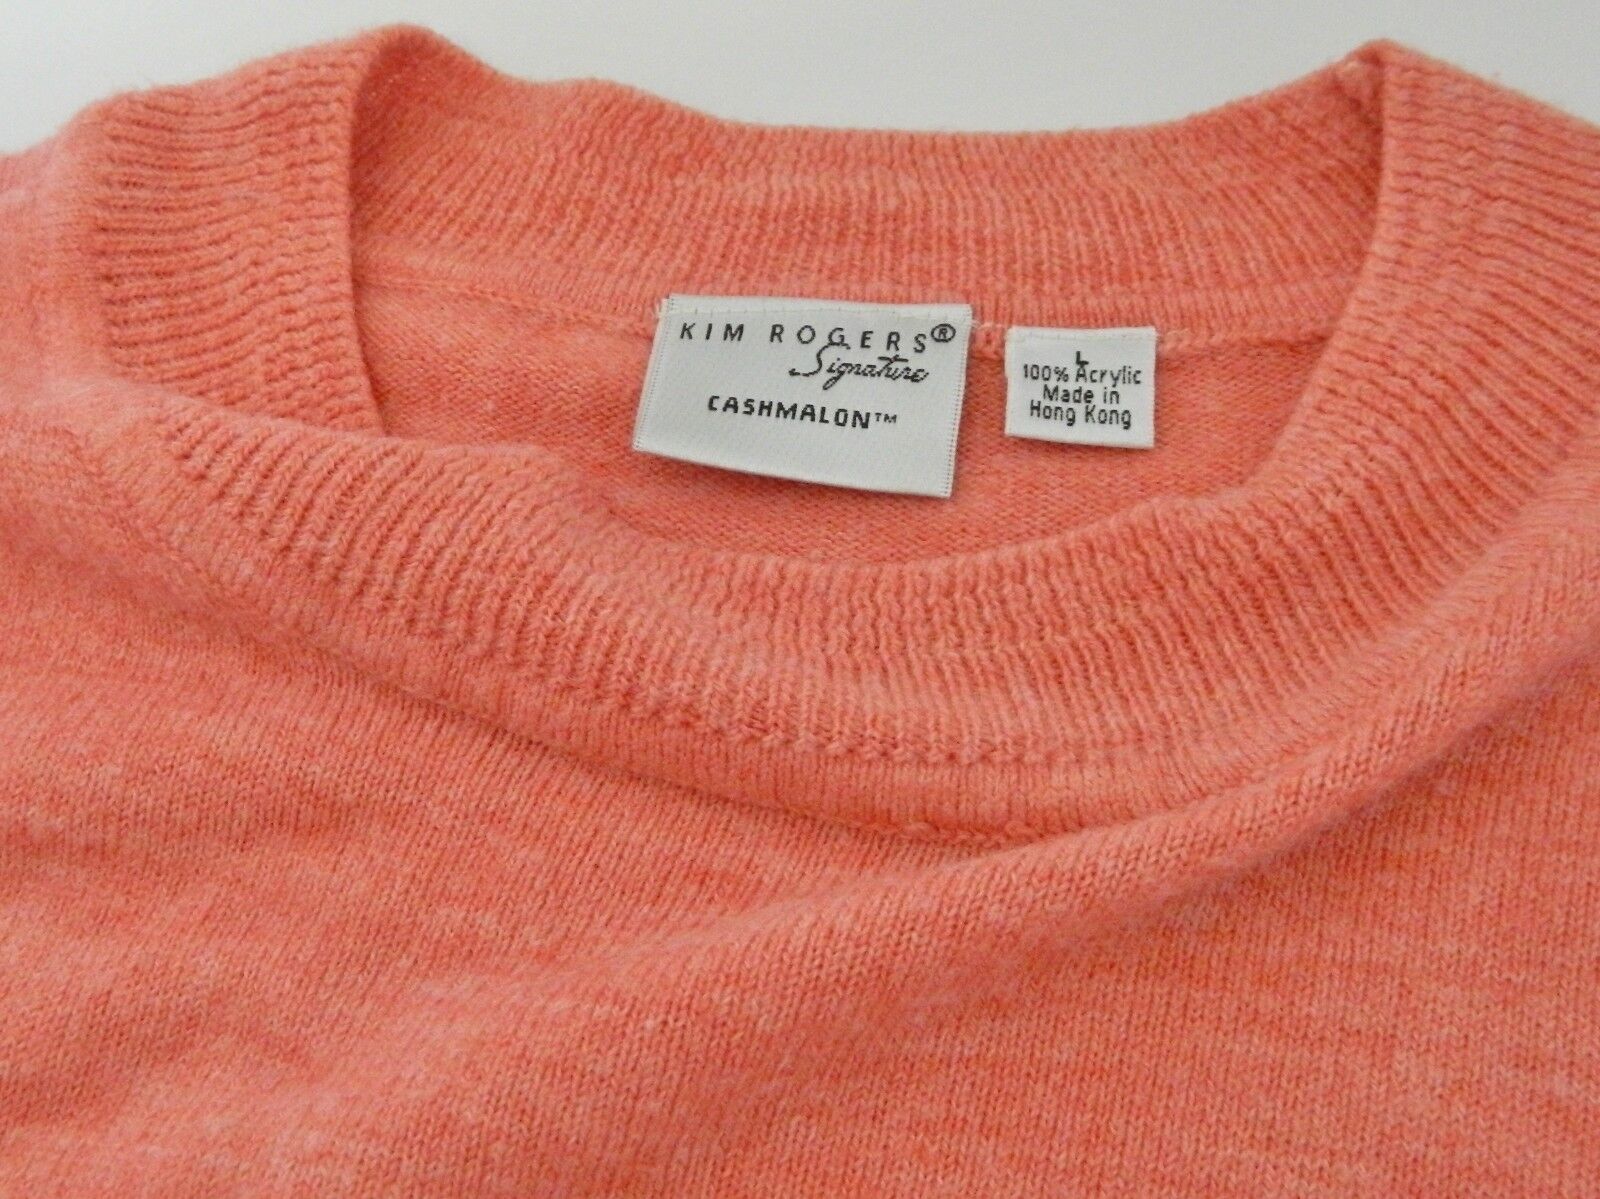 KIM ROGERS®
Signature
CASHMALON™
L
100% Acrylic
Made in
Hong Kong